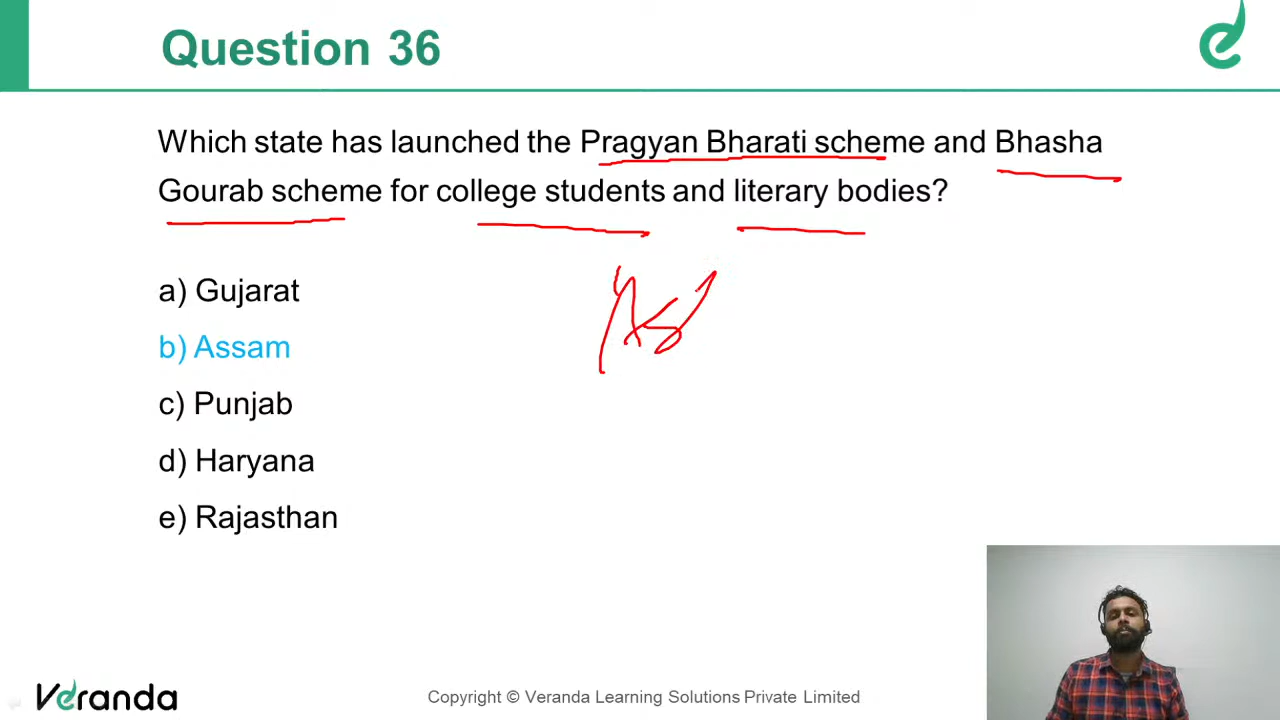 Question 36
Which state has launched the Pragyan Bharati scheme and Bhasha
Gourab scheme for college students and literary bodies?
a) Gujarat
b) Assam
c) Punjab
d) Haryana
e) Rajasthan
Veranda
Copyright © Veranda Learning Solutions Private Limited